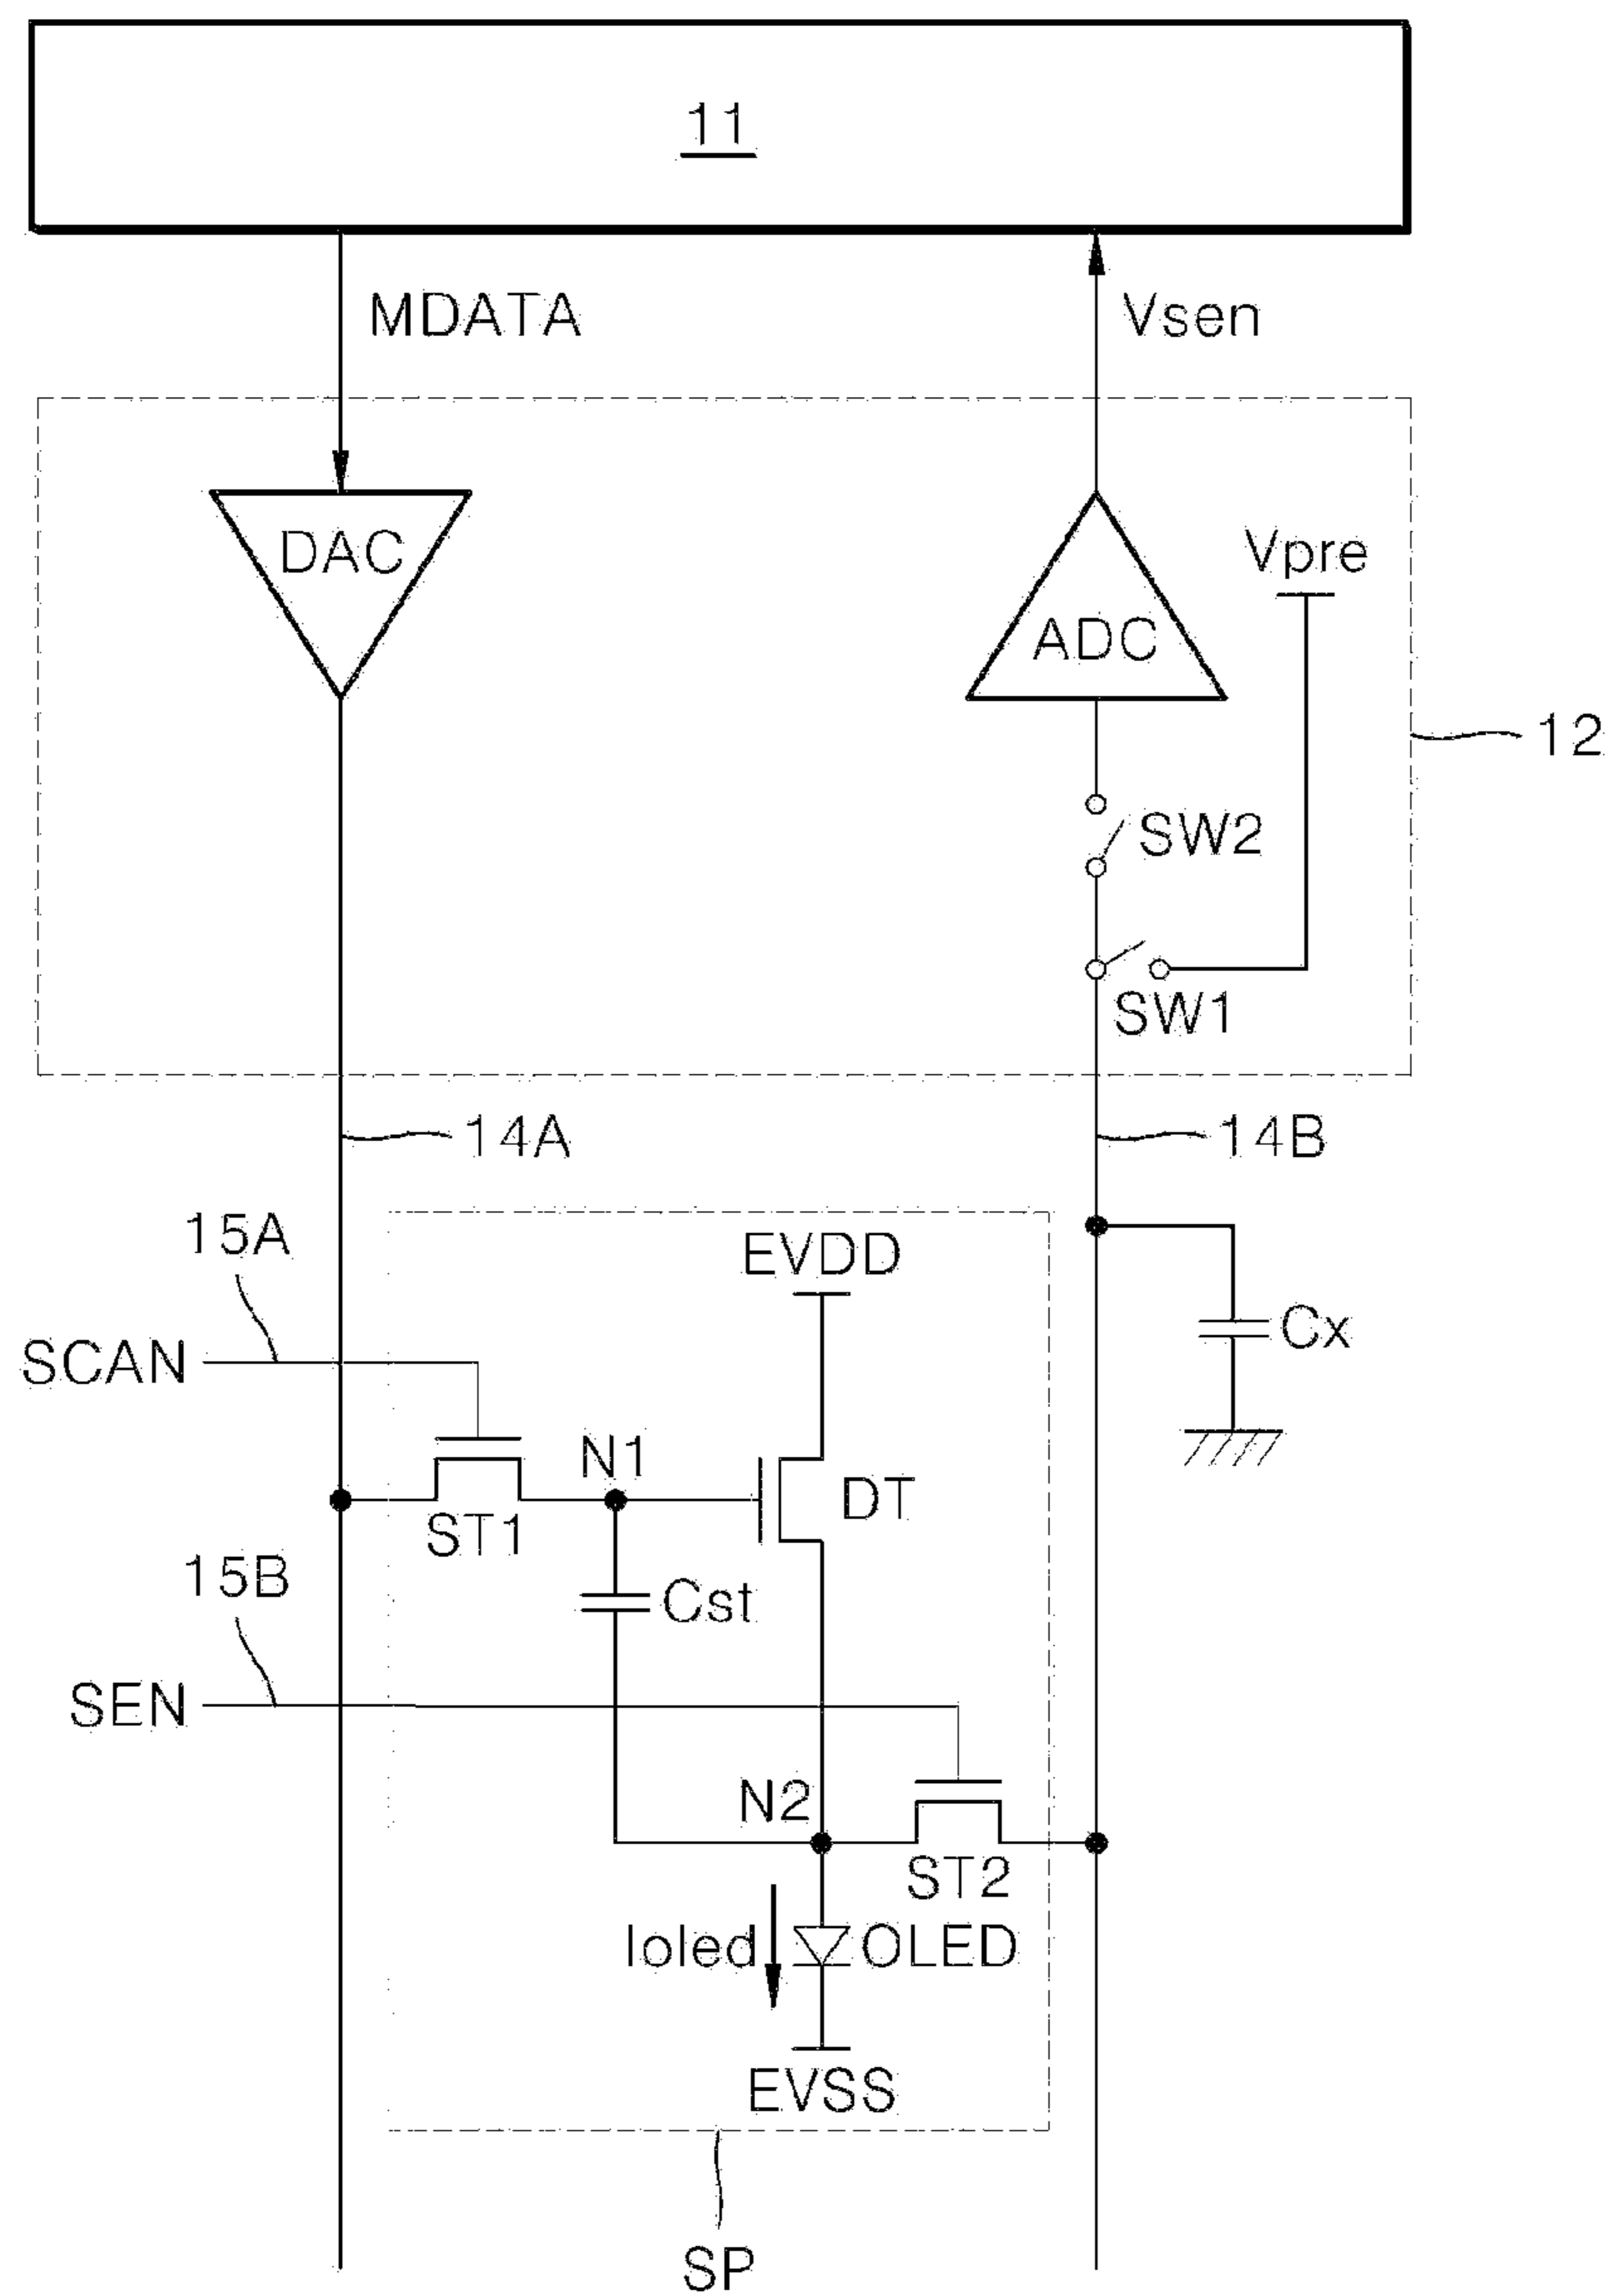 11
MDATA
Vsen
DAC
Vpre
ADC
12
SW2
SW1
14A
14B
15A
EVDD
Cx
SCAN
N1
DT
ST1
15B
Cst
SEN
N2
ST2
Ioled
OLED
EVSS
SP